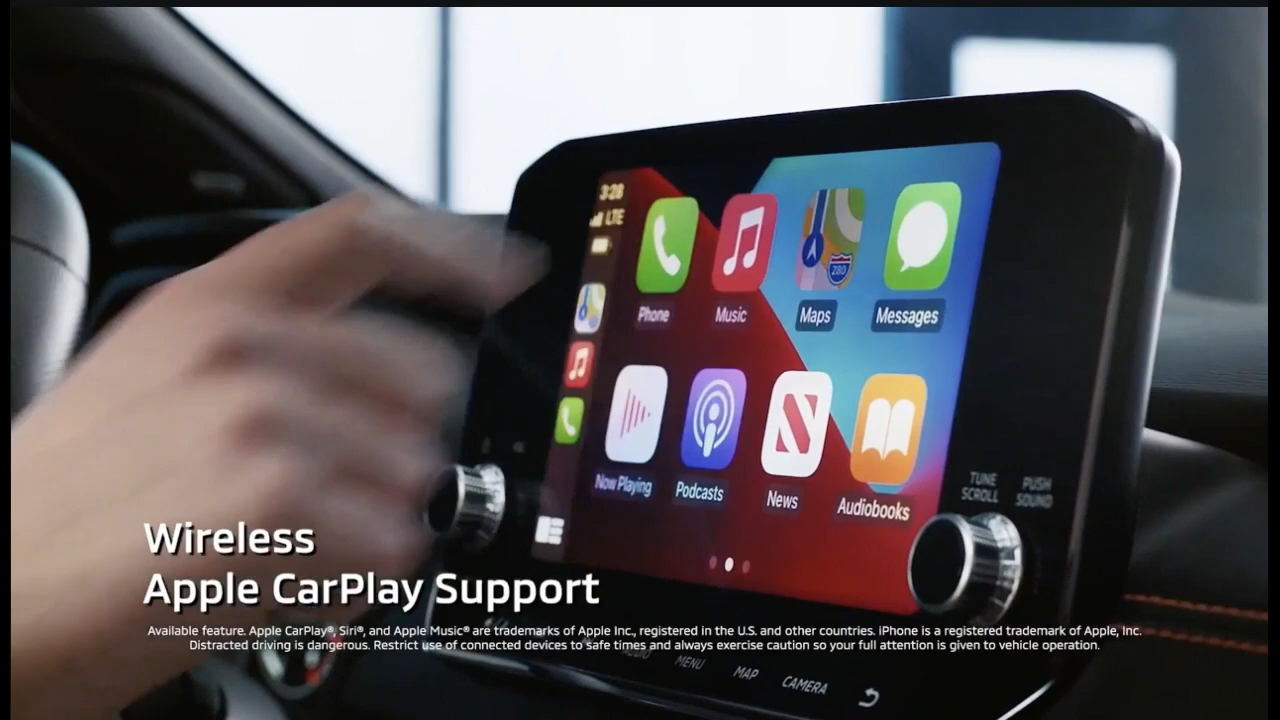 3:28
LTE
280
Phone
Music
Maps
Messages
Now Playing
Podcasts
News
Audiobooks
TUNE
SCROLL
PUSH
SOUND
Wireless
Apple CarPlay Support
Available feature. Apple CarPlay®, Siri®, and Apple Music® are trademarks of Apple Inc., registered in the U.S. and other countries. iPhone is a registered trademark of Apple, Inc.
Distracted driving is dangerous. Restrict use of connected devices to safe times and always exercise caution so your full attention is given to vehicle operation.
MENU
MAP
CAMERA